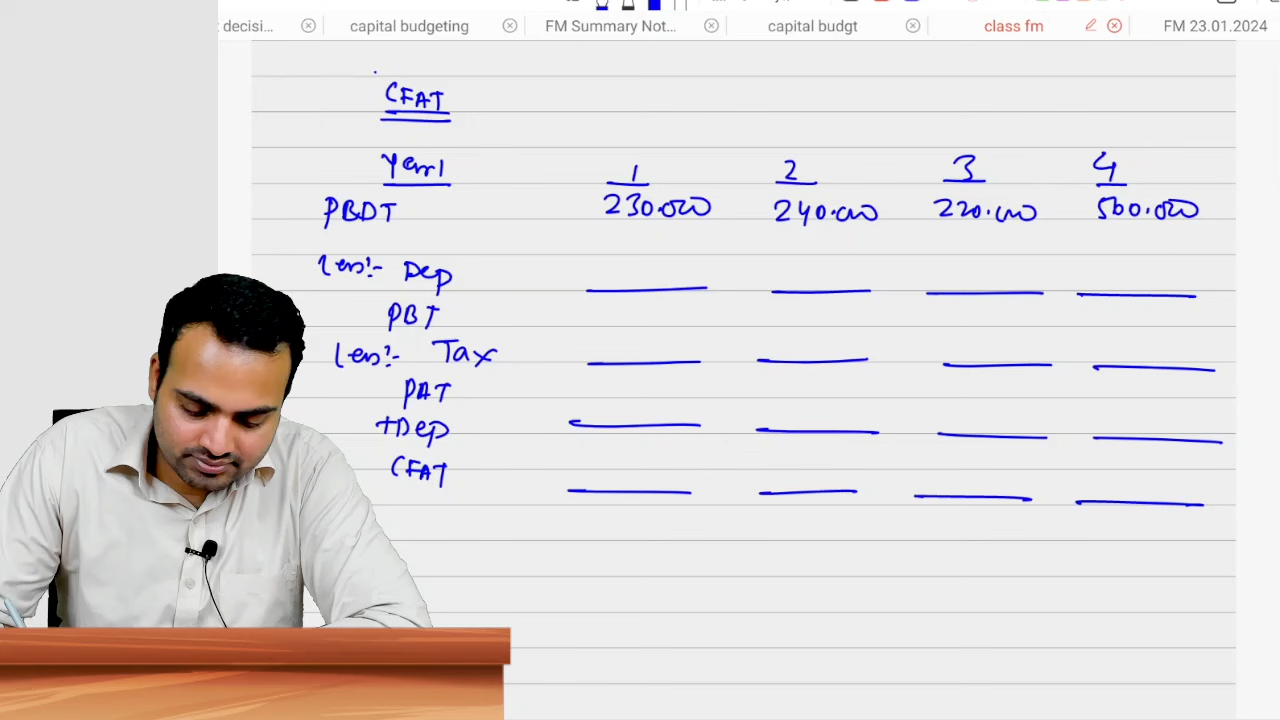 t decisi... capital budgeting FM Summary Not... capital budgt class fm FM 23.01.2024
CFAT
Year 1 2 3 4
PBDT 230.000 240.000 220.000 500.000
Less:- Dep
PBT
Less:- Tax
PAT
+Dep
CFAT